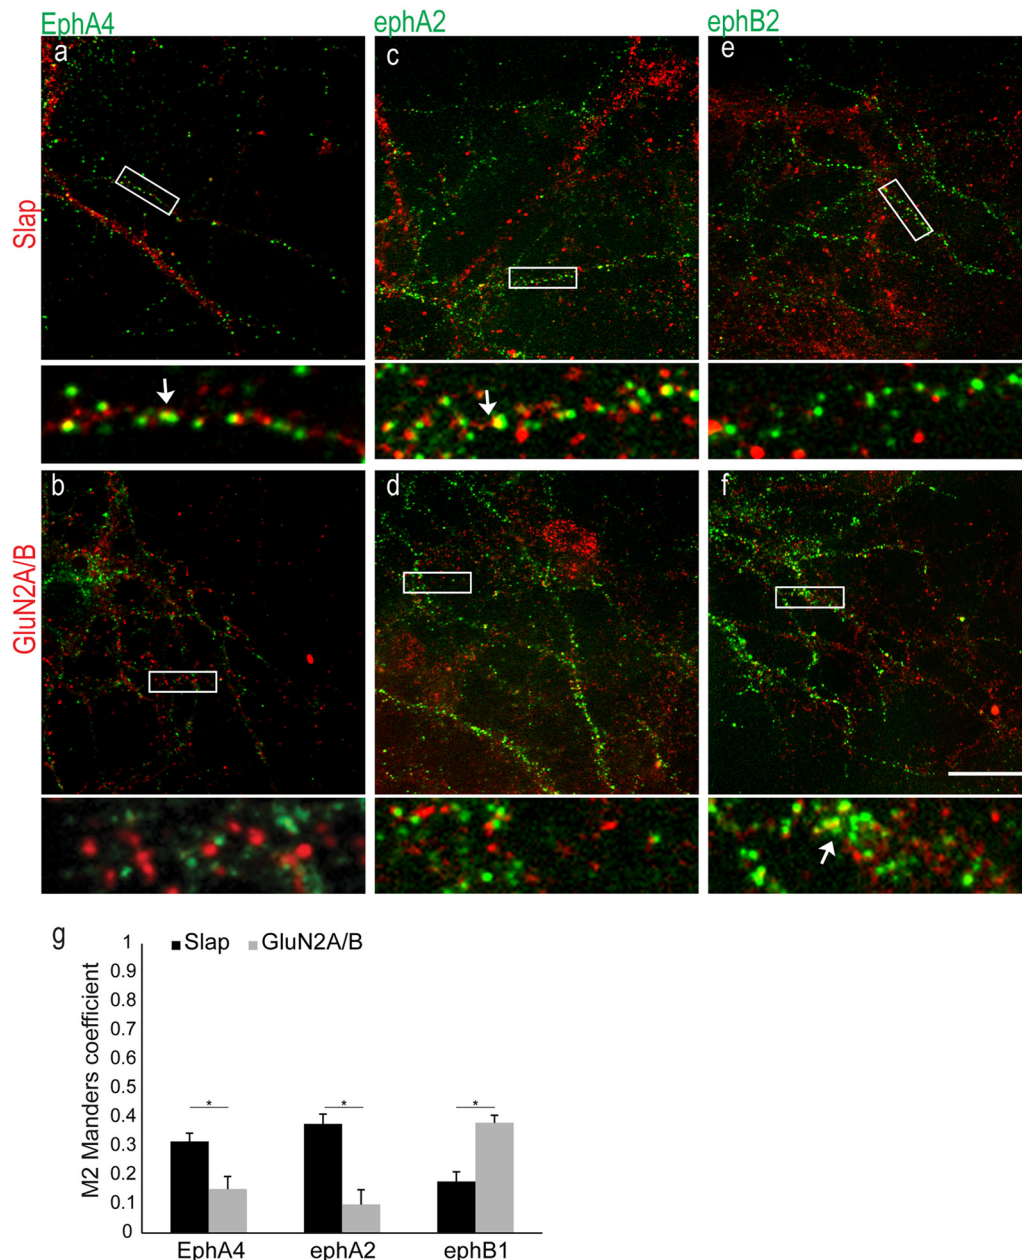 EphA4
ephA2
ephB2
a
c
e
Slap
b
d
f
GluN2A/B
g
Slap GluN2A/B
M2 Manders coefficient
1
0.9
0.8
0.7
0.6
0.5
0.4
0.3
0.2
0.1
0
* * *
EphA4 ephA2 ephB1